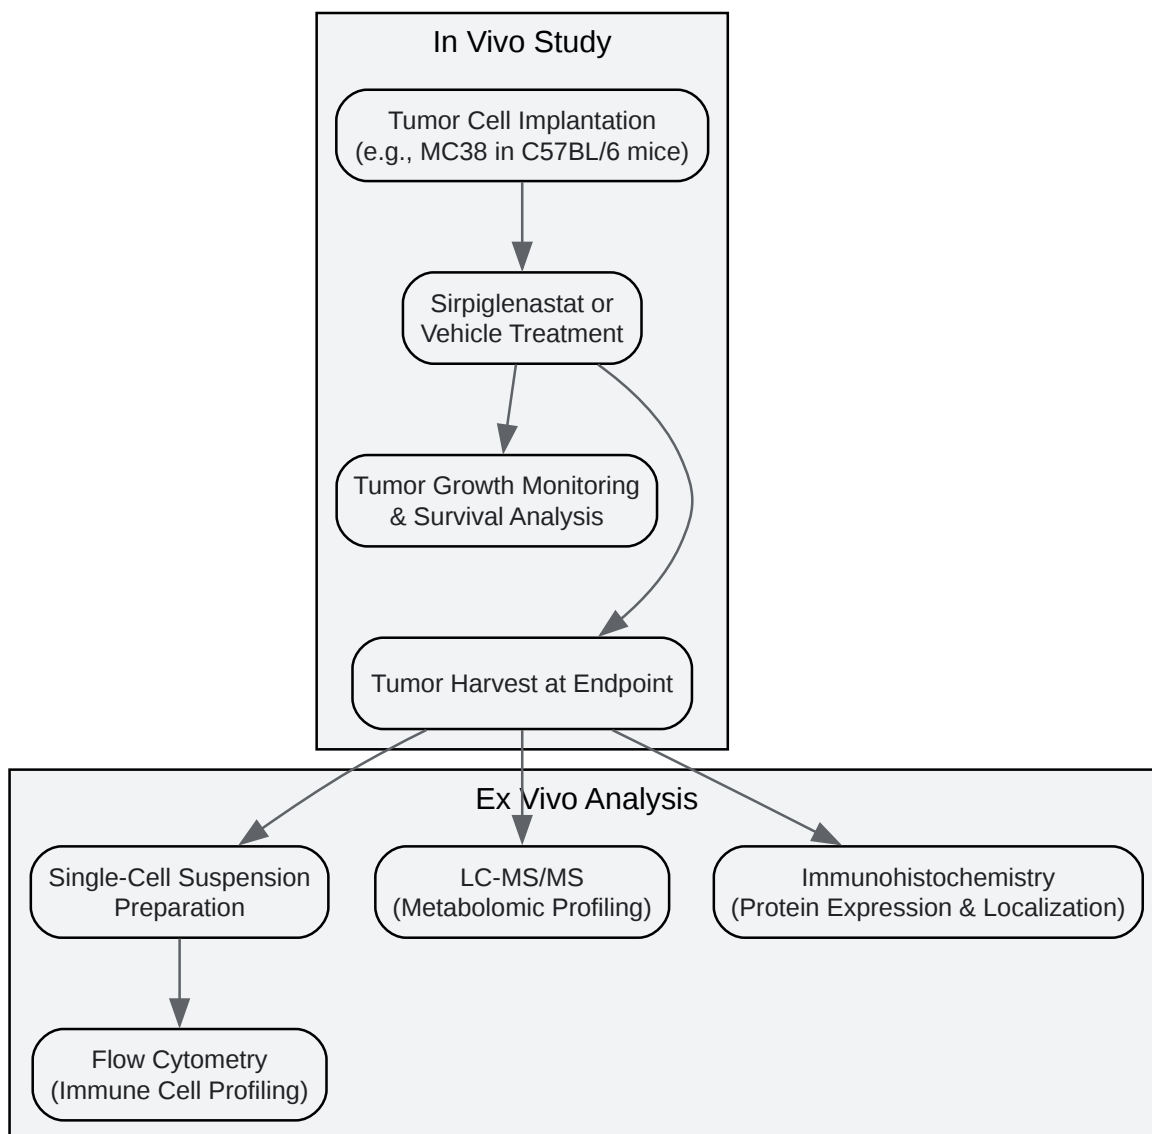 In Vivo Study
Tumor Cell Implantation
(e.g., MC38 in C57BL/6 mice)
Sirpiglenastat or
Vehicle Treatment
Tumor Growth Monitoring
& Survival Analysis
Tumor Harvest at Endpoint
Ex Vivo Analysis
Single-Cell Suspension
Preparation
LC-MS/MS
(Metabolomic Profiling)
Immunohistochemistry
(Protein Expression & Localization)
Flow Cytometry
(Immune Cell Profiling)